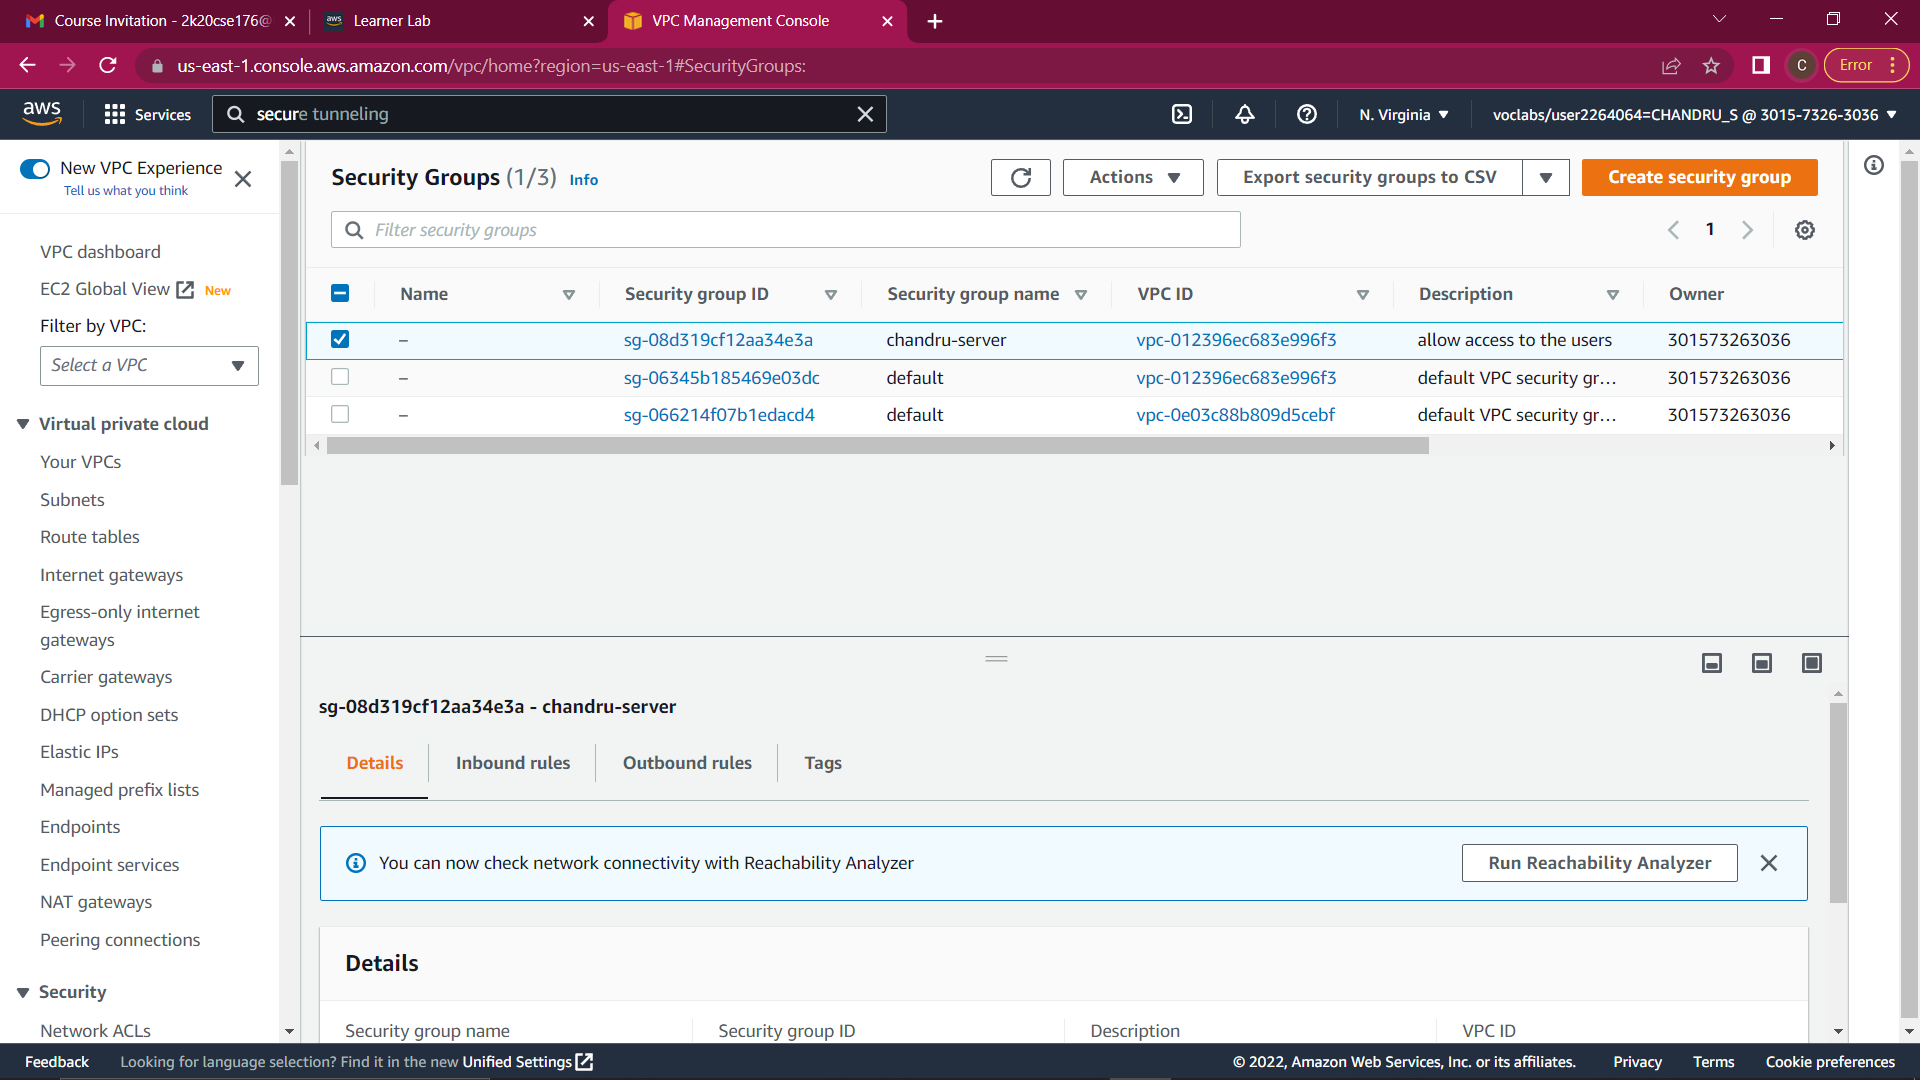 Course Invitation - 2k20cse176@
Learner Lab
VPC Management Console
us-east-1.console.aws.amazon.com/vpc/home?region=us-east-1#SecurityGroups:
C
Error
aws
Services
secure tunneling
N. Virginia
voclabs/user2264064=CHANDRU_S @ 3015-7326-3036
New VPC Experience
Tell us what you think
VPC dashboard
EC2 Global View New
Filter by VPC:
Select a VPC
Virtual private cloud
Your VPCs
Subnets
Route tables
Internet gateways
Egress-only internet
gateways
Carrier gateways
DHCP option sets
Elastic IPs
Managed prefix lists
Endpoints
Endpoint services
NAT gateways
Peering connections
Security
Network ACLs
Security Groups (1/3) Info
Actions
Export security groups to CSV
Create security group
Filter security groups
1
Name Security group ID Security group name VPC ID Description Owner
– sg-08d319cf12aa34e3a chandru-server vpc-012396ec683e996f3 allow access to the users 301573263036
– sg-06345b185469e03dc default vpc-012396ec683e996f3 default VPC security gr... 301573263036
– sg-066214f07b1edacd4 default vpc-0e03c88b809d5cebf default VPC security gr... 301573263036
sg-08d319cf12aa34e3a - chandru-server
Details Inbound rules Outbound rules Tags
You can now check network connectivity with Reachability Analyzer
Run Reachability Analyzer
Details
Security group name Security group ID Description VPC ID
Feedback
Looking for language selection? Find it in the new Unified Settings
© 2022, Amazon Web Services, Inc. or its affiliates.
Privacy
Terms
Cookie preferences